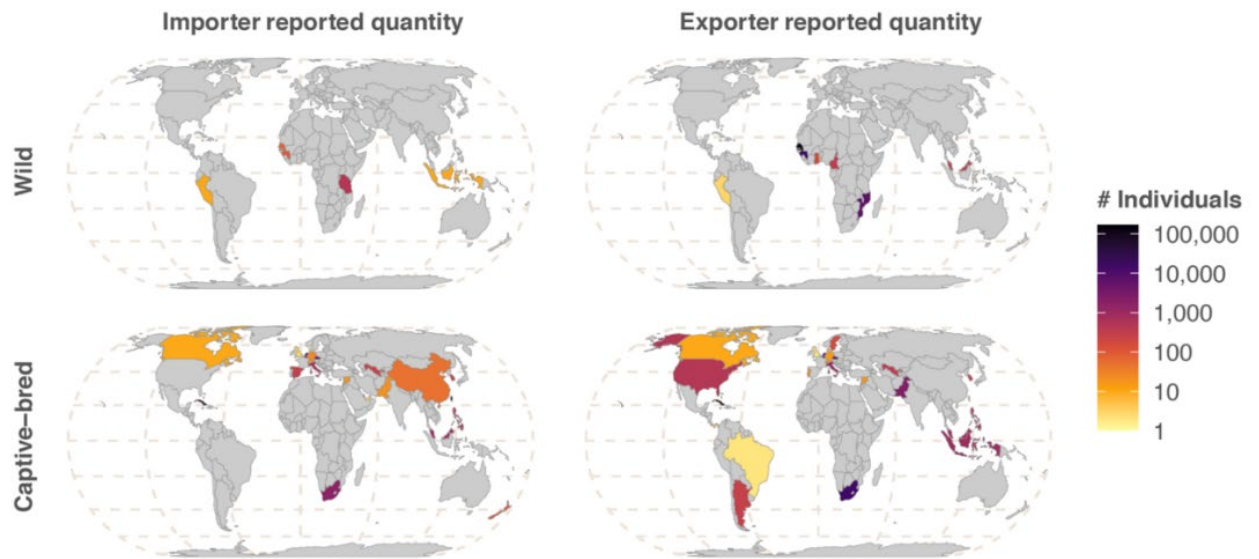 Importer reported quantity
Exporter reported quantity
Wild
Captive–bred
# Individuals
100,000
10,000
1,000
100
10
1